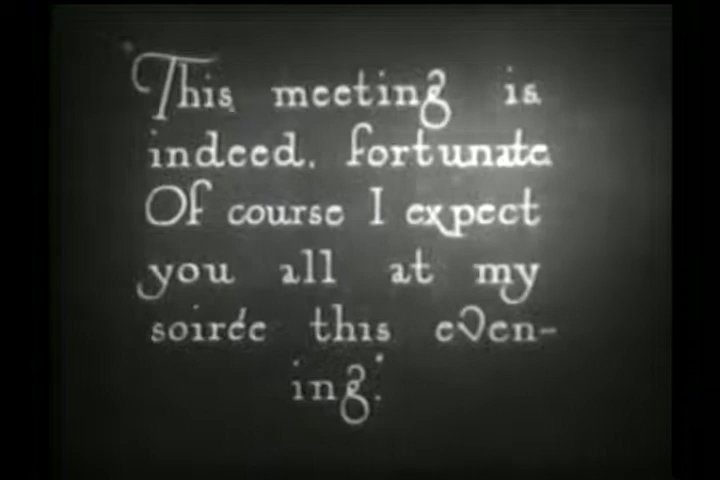 "This meeting is
indeed. fortunate
Of course I expect
you all at my
soirée this even-
ing."